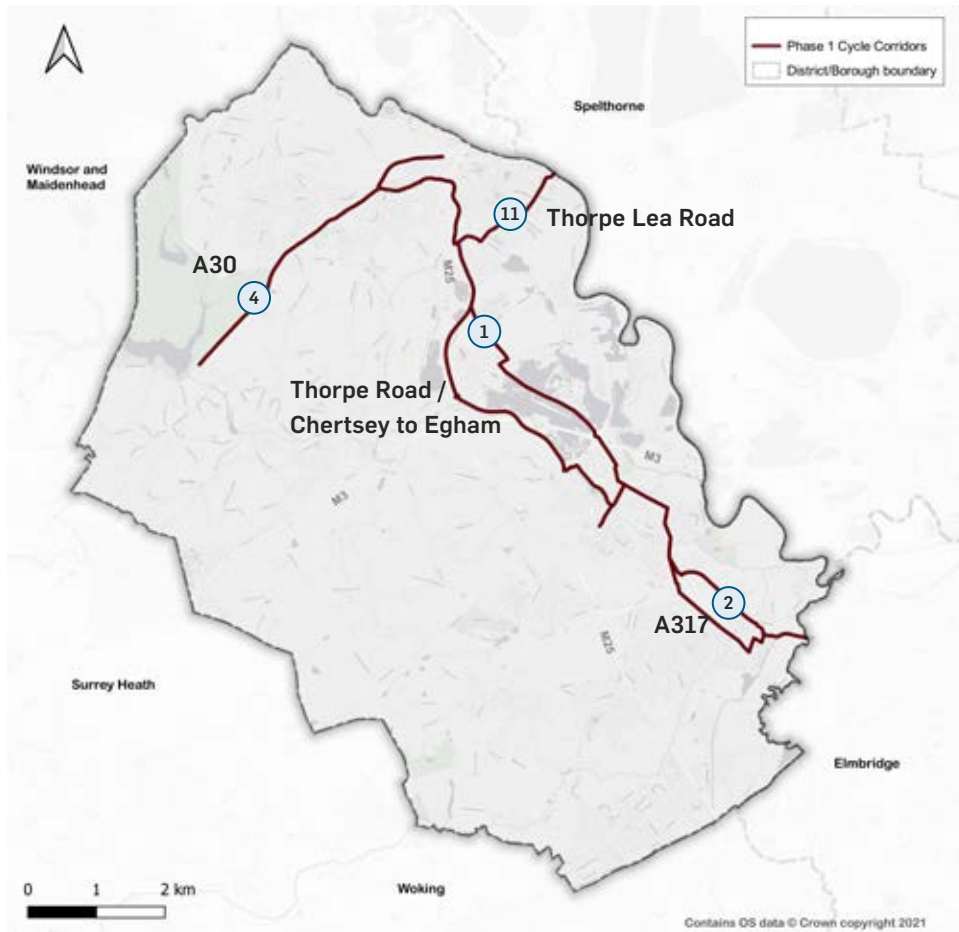 Phase 1 Cycle Corridors
District/Borough boundary
Spelthorne
Windsor and
Maidenhead
11
Thorpe Lea Road
A30
M25
4
1
Thorpe Road /
Chertsey to Egham
M3
M3
2
A317
M25
Surrey Heath
Elmbridge
0 1 2 km
Woking
Contains OS data © Crown copyright 2021